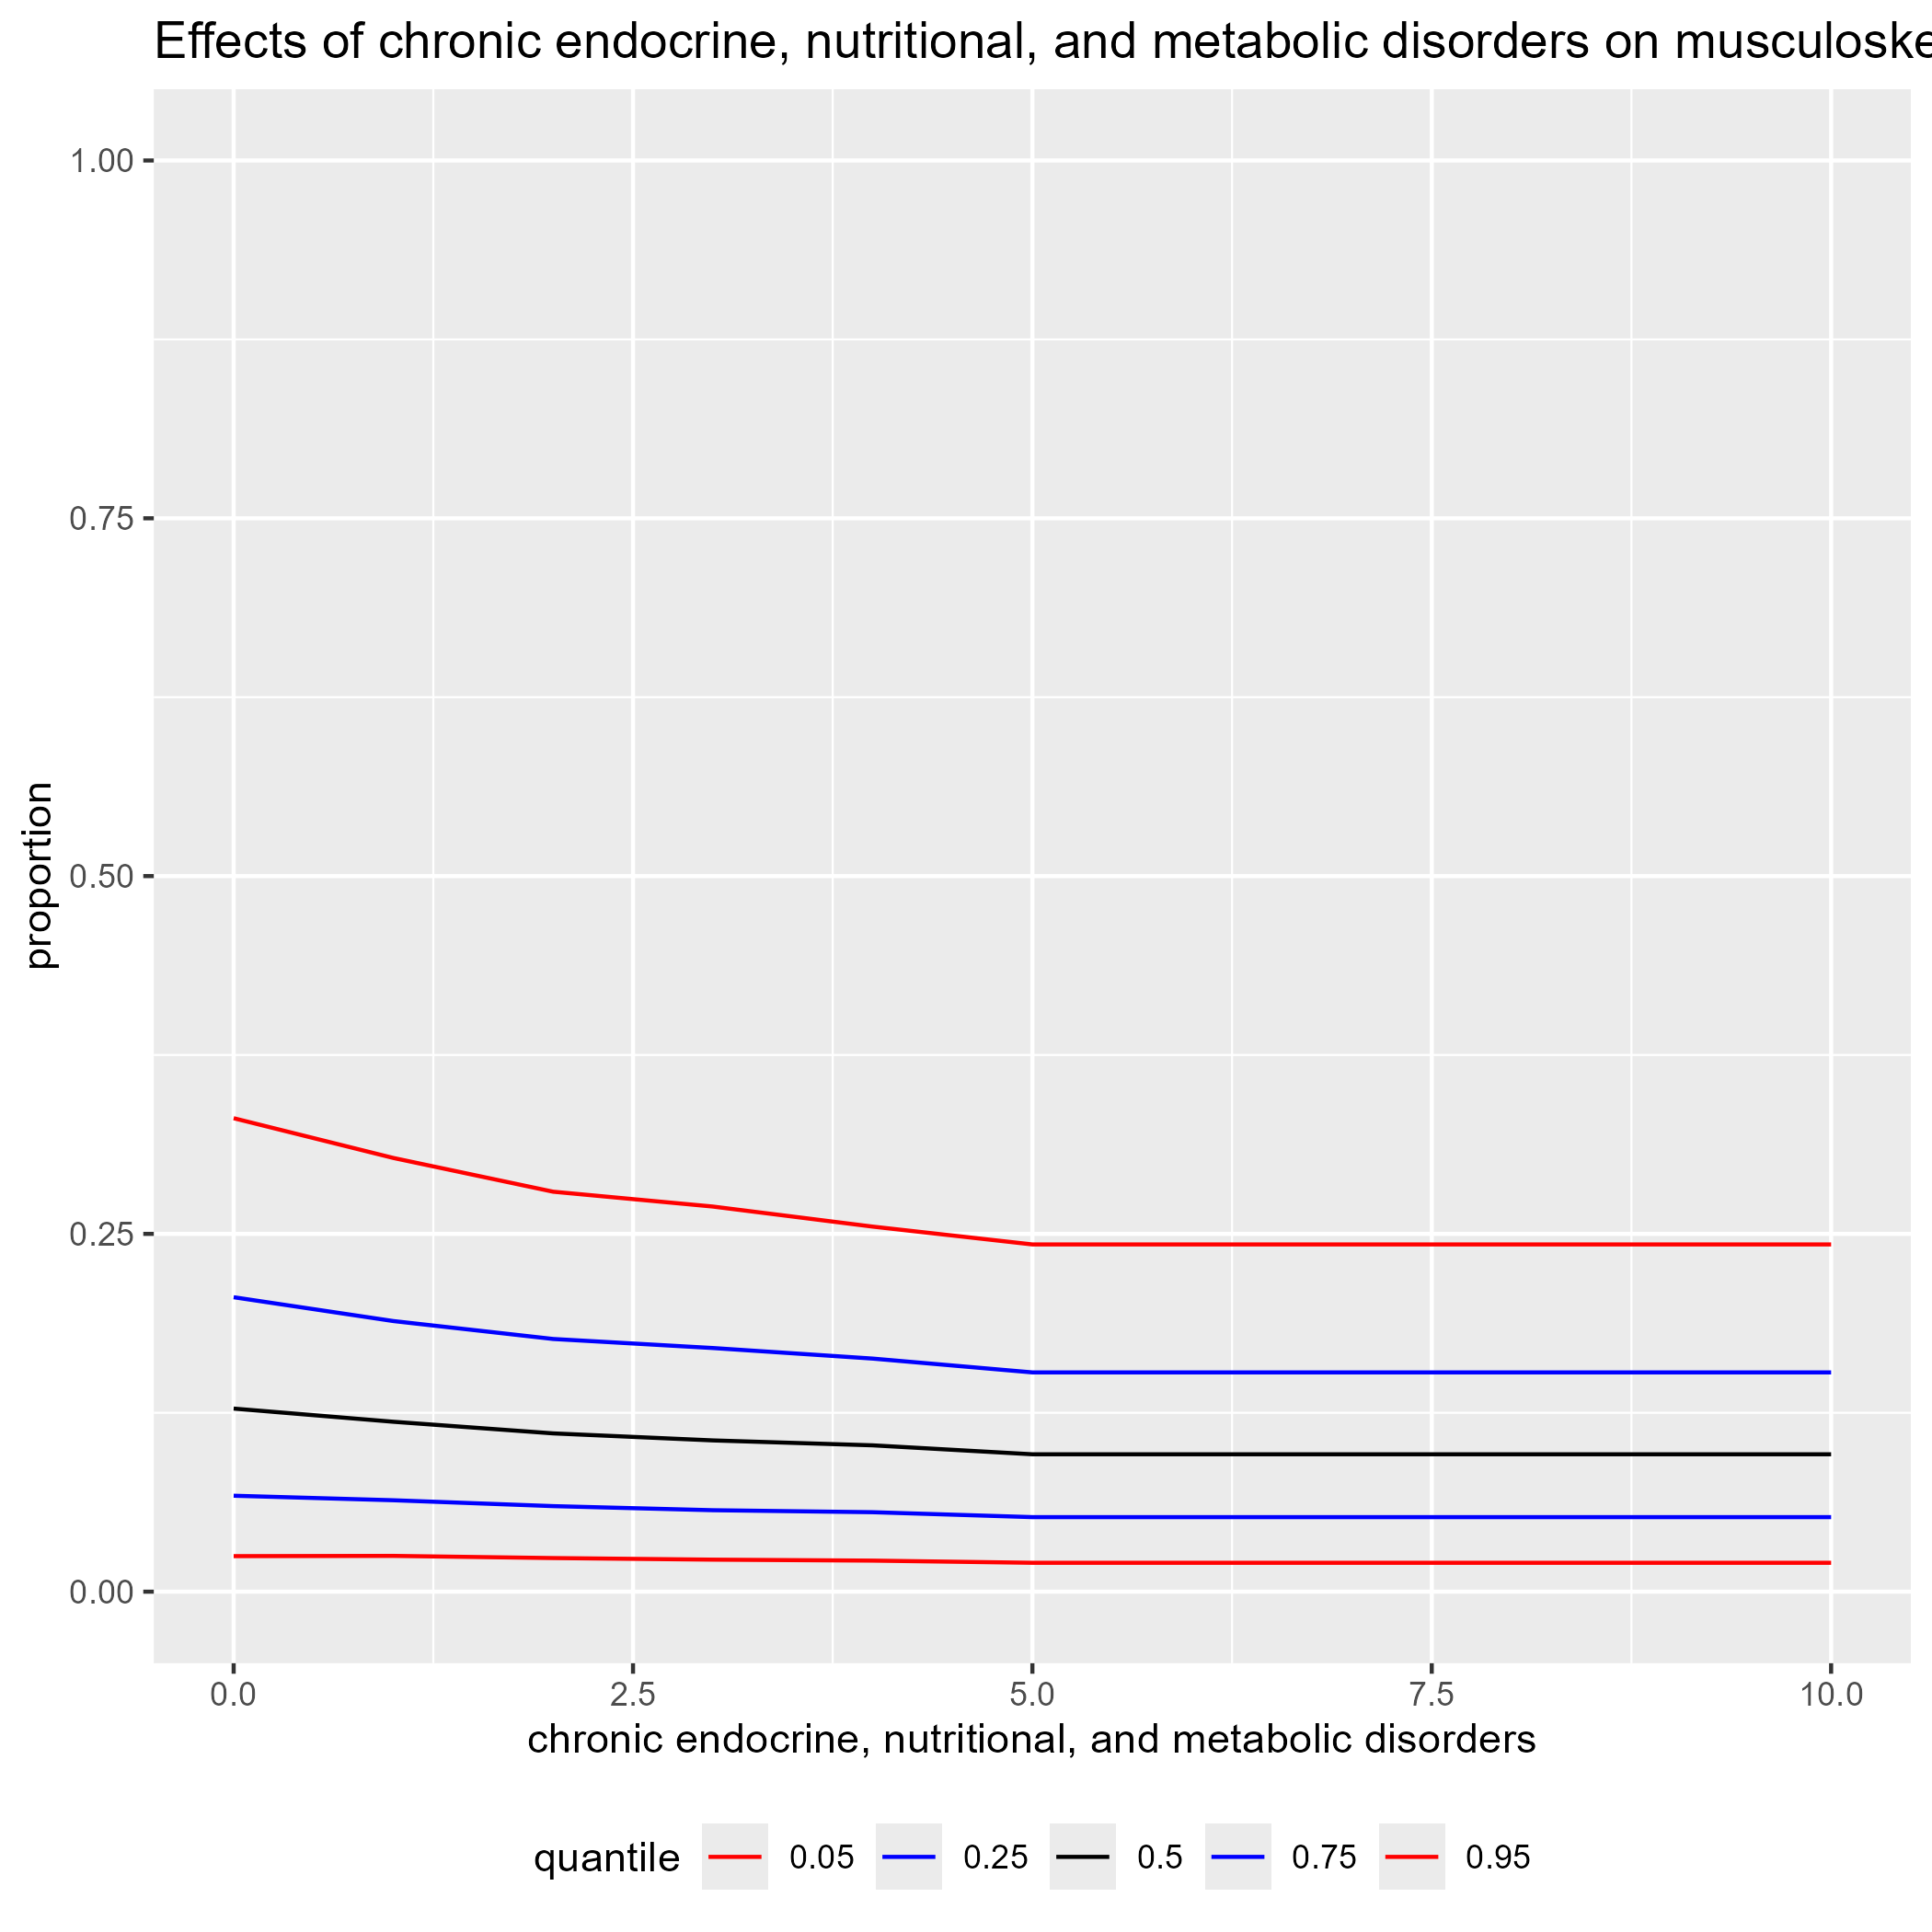 Effects of chronic endocrine, nutritional, and metabolic disorders on
1.00
0.75
0.50
0.25
0.00
proportion
0.0 2.5 5.0 7.5 10.0
chronic endocrine, nutritional, and metabolic disorders
quantile 0.05 0.25 0.5 0.75 0.95